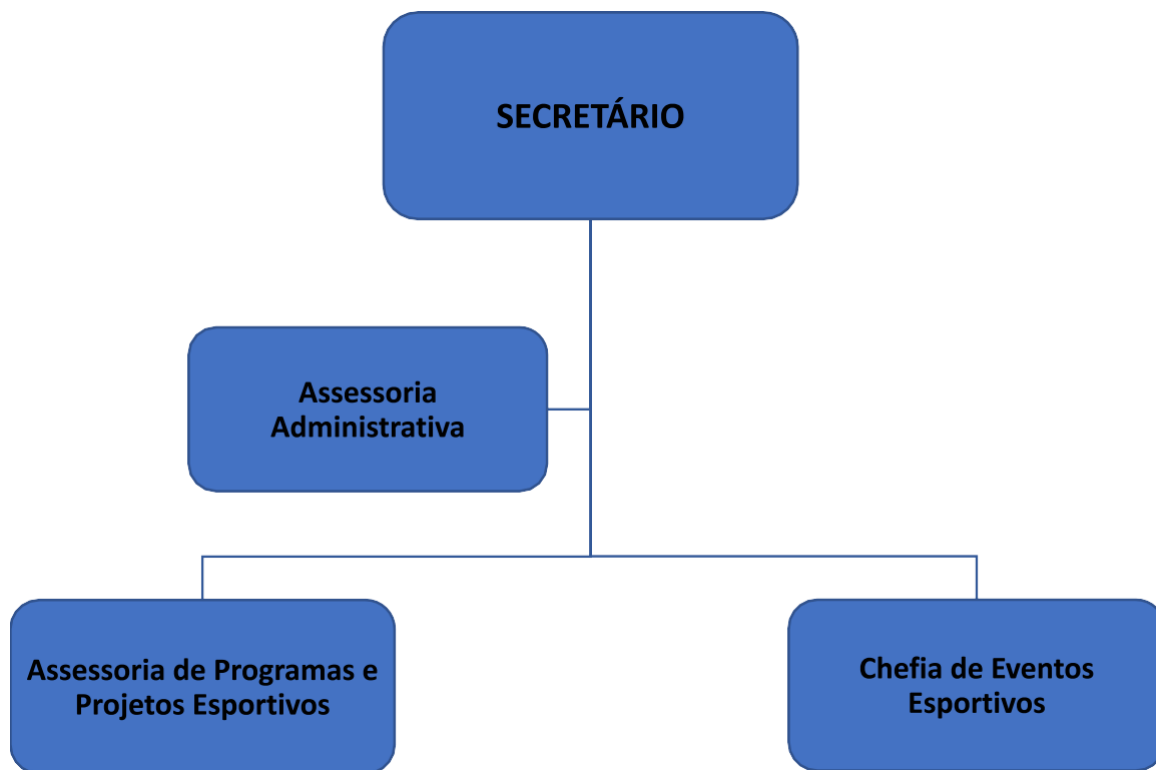 SECRETÁRIO
Assessoria
Administrativa
Assessoria de Programas e
Projetos Esportivos
Chefia de Eventos
Esportivos